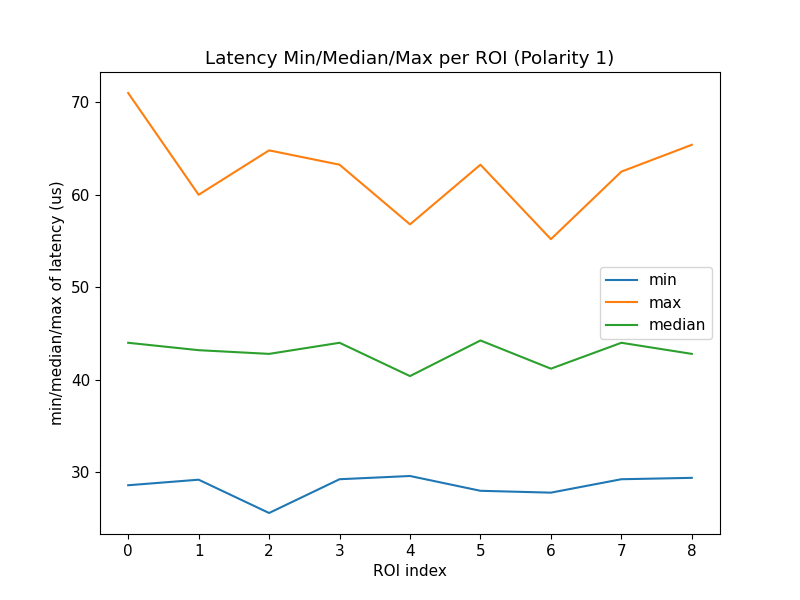 Latency Min/Median/Max per ROI (Polarity 1)
min/median/max of latency (us)
70
60
50
40
30
min
max
median
0 1 2 3 4 5 6 7 8
ROI index